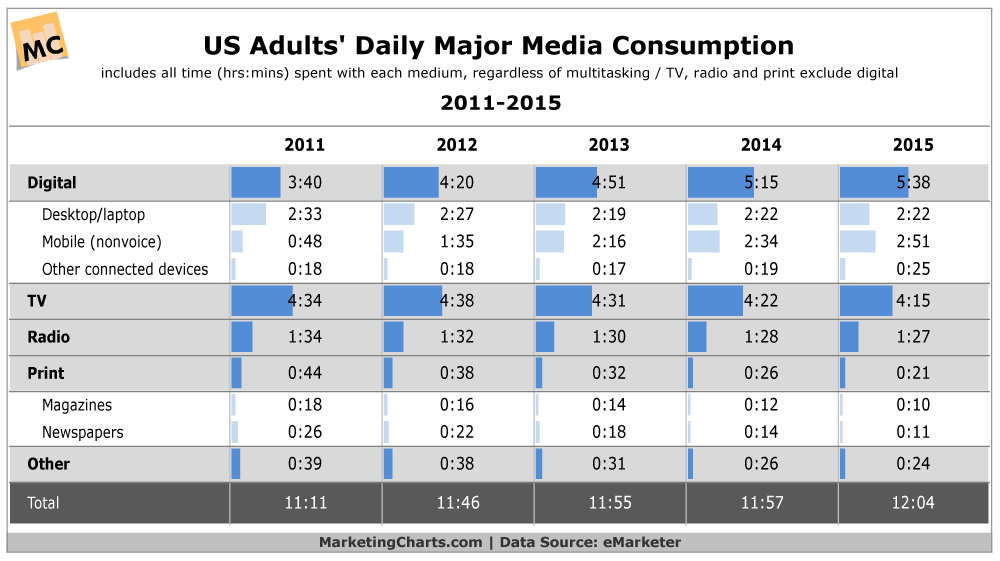 MC
US Adults' Daily Major Media Consumption
includes all time (hrs:mins) spent with each medium, regardless of multitasking / TV, radio and print exclude digital
2011-2015
2011 2012 2013 2014 2015
Digital 3:40 4:20 4:51 5:15 5:38
Desktop/laptop 2:33 2:27 2:19 2:22 2:22
Mobile (nonvoice) 0:48 1:35 2:16 2:34 2:51
Other connected devices 0:18 0:18 0:17 0:19 0:25
TV 4:34 4:38 4:31 4:22 4:15
Radio 1:34 1:32 1:30 1:28 1:27
Print 0:44 0:38 0:32 0:26 0:21
Magazines 0:18 0:16 0:14 0:12 0:10
Newspapers 0:26 0:22 0:18 0:14 0:11
Other 0:39 0:38 0:31 0:26 0:24
Total 11:11 11:46 11:55 11:57 12:04
MarketingCharts.com | Data Source: eMarketer